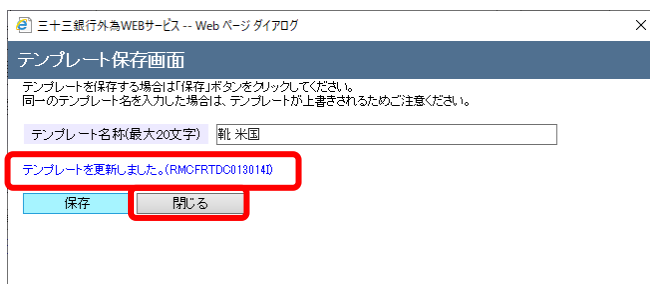 三十三銀行外為WEBサービス -- Web ページ ダイアログ
テンプレート保存画面
テンプレートを保存する場合は「保存」ボタンをクリックしてください。
同一のテンプレート名を入力した場合は、テンプレートが上書きされるためご注意ください。
テンプレート名称(最大20文字) 靴 米国
テンプレートを更新しました。(RMCFRTDC013014I)
保存 閉じる